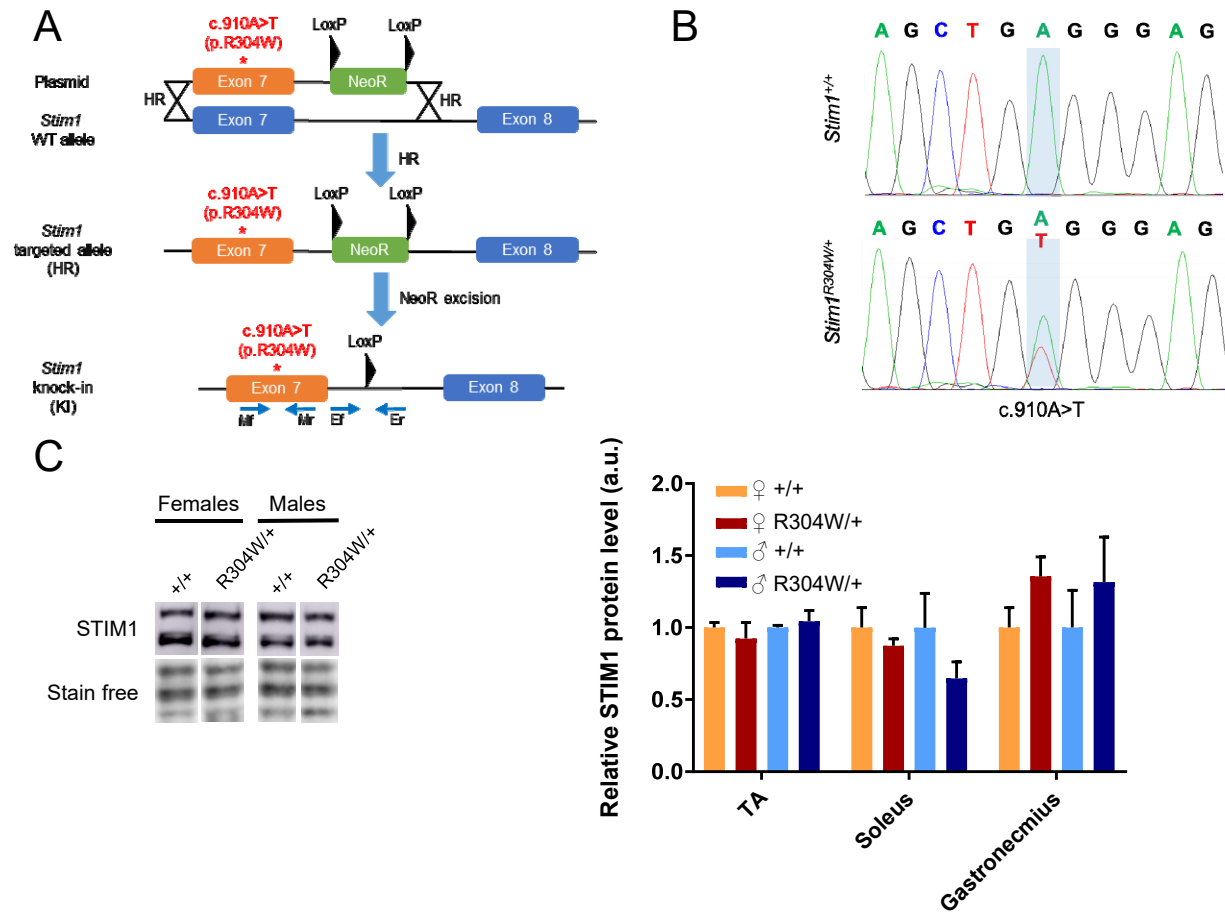 A
c.910A>T
(p.R304W)
*
LoxP
LoxP
Plasmid
Exon 7
NeoR
HR
HR
Stim1
WT allele
Exon 7
Exon 8
HR
c.910A>T
(p.R304W)
*
LoxP
LoxP
Stim1
targeted allele
(HR)
Exon 7
NeoR
Exon 8
NeoR excision
c.910A>T
(p.R304W)
*
LoxP
Stim1
knock-in
(KI)
Exon 7
Exon 8
Mf
Mr
Ef
Er
B
A G C T G A G G G A G
Stim1+/+
A G C T G A G G G A G
T
Stim1R304W/+
c.910A>T
C
Females
Males
+/+
R304W/+
+/+
R304W/+
STIM1
Stain free
Relative STIM1 protein level (a.u.)
2.0
1.5
1.0
0.5
0.0
♀ +/+
♀ R304W/+
♂ +/+
♂ R304W/+
TA
Soleus
Gastronecmius